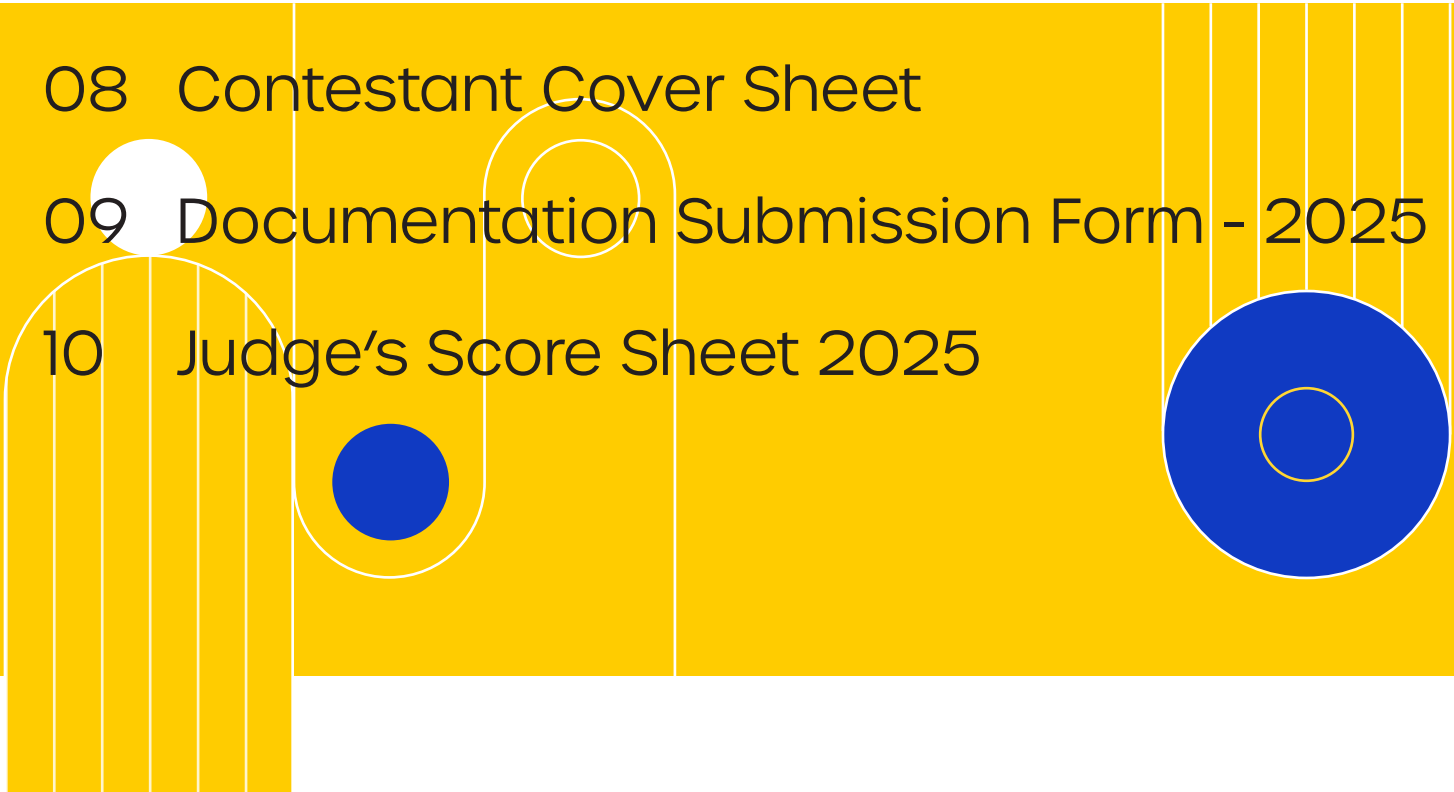 08 Contestant Cover Sheet
09 Documentation Submission Form - 2025
10 Judge’s Score Sheet 2025